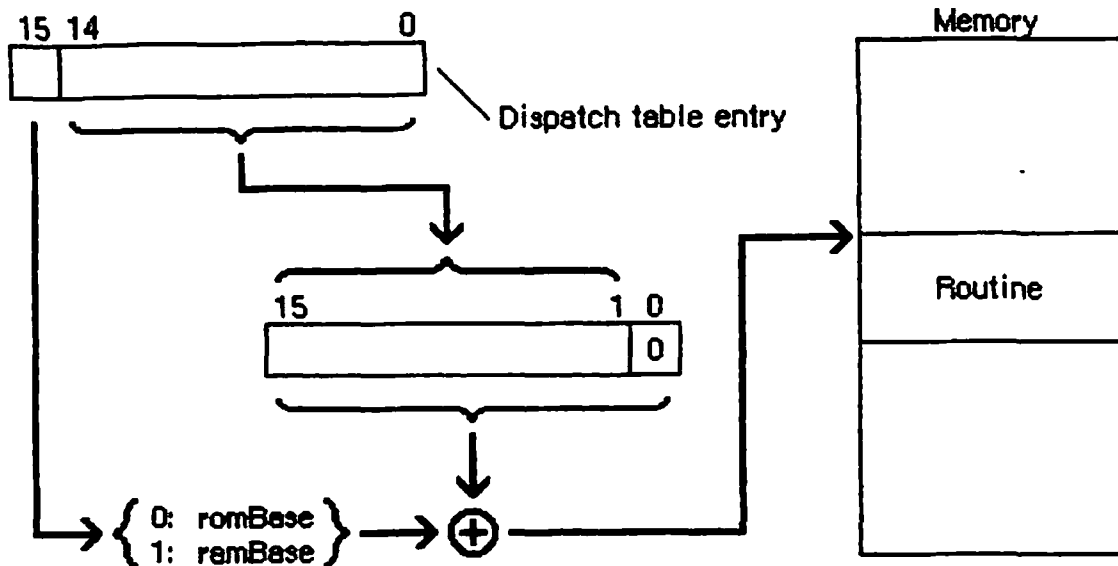 15 14 0
Memory
Dispatch table entry
Routine
15 1 0
0
0: romBase
1: ramBase